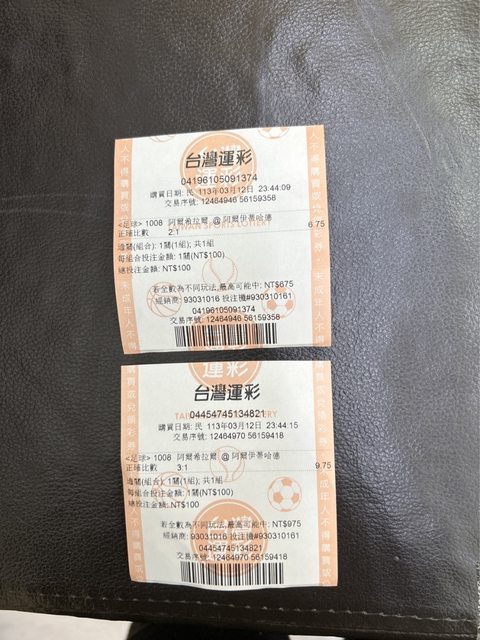 台灣運彩
04196105091374
購買日期: 民 113年03月12日 23:44:09
交易序號: 12464946 56159358
TAIWAN SPORTS LOTTERY
<足球> 1008 阿爾希拉爾 @ 阿爾伊蒂哈德 6.75
正確比數 2:1
過關(組合): 1關(1組); 共1組
每組合投注金額: 1關(NT$100)
總投注金額: NT$100
若全數為不同玩法,最高可能中: NT$675
經銷商: 93031016 投注機#930310161
04196105091374
交易序號: 12464946 56159358
台灣運彩
04454745134821
購買日期: 民 113年03月12日 23:44:15
交易序號: 12464970 56159418
<足球> 1008 阿爾希拉爾 @ 阿爾伊蒂哈德 9.75
正確比數 3:1
過關(組合): 1關(1組); 共1組
每組合投注金額: 1關(NT$100)
總投注金額: NT$100
若全數為不同玩法,最高可能中: NT$975
經銷商: 93031016 投注機#930310161
04454745134821
交易序號: 12464970 56159418